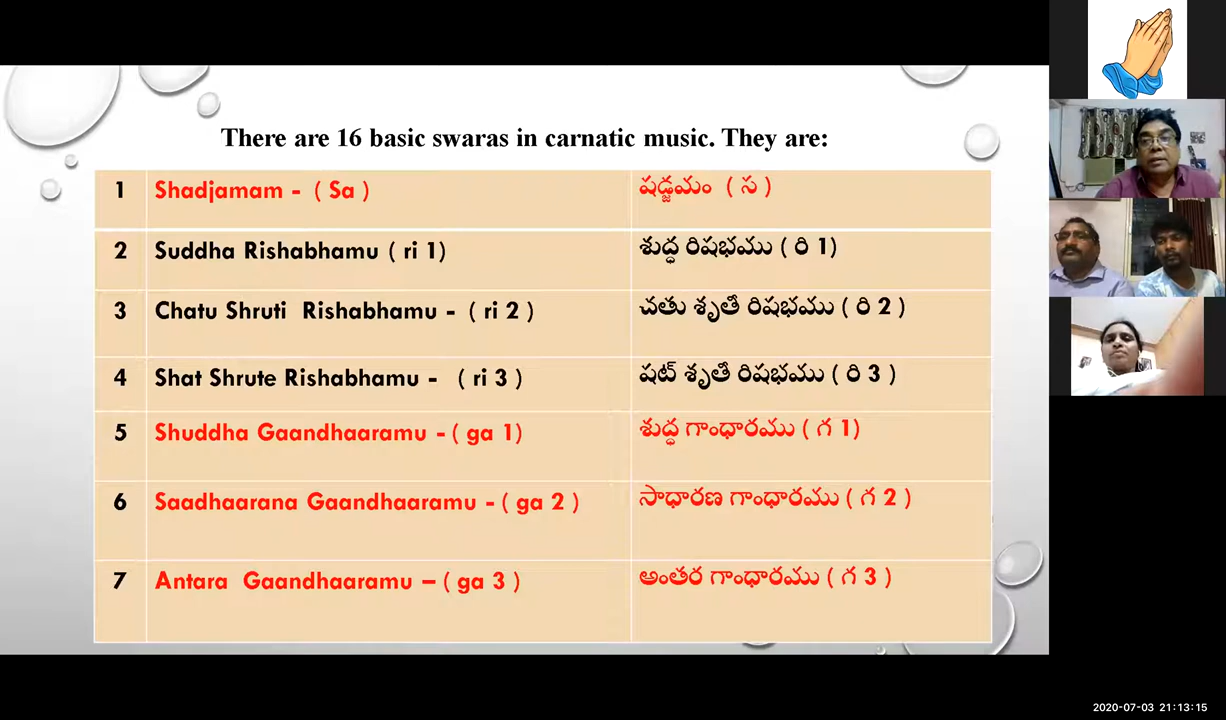 There are 16 basic swaras in carnatic music. They are:
1 Shadjamam - ( Sa ) షడ్జమం ( స )
2 Suddha Rishabhamu ( ri 1) శుద్ధ రిషభము ( రి 1)
3 Chatu Shruti Rishabhamu - ( ri 2 ) చతు శృతి రిషభము ( రి 2 )
4 Shat Shrute Rishabhamu - ( ri 3 ) షట్ శృతి రిషభము ( రి 3 )
5 Shuddha Gaandhaaramu - ( ga 1) శుద్ధ గాంధారము ( గ 1)
6 Saadhaarana Gaandhaaramu - ( ga 2 ) సాధారణ గాంధారము ( గ 2 )
7 Antara Gaandhaaramu – ( ga 3 ) అంతర గాంధారము ( గ 3 )
2020-07-03 21:13:15